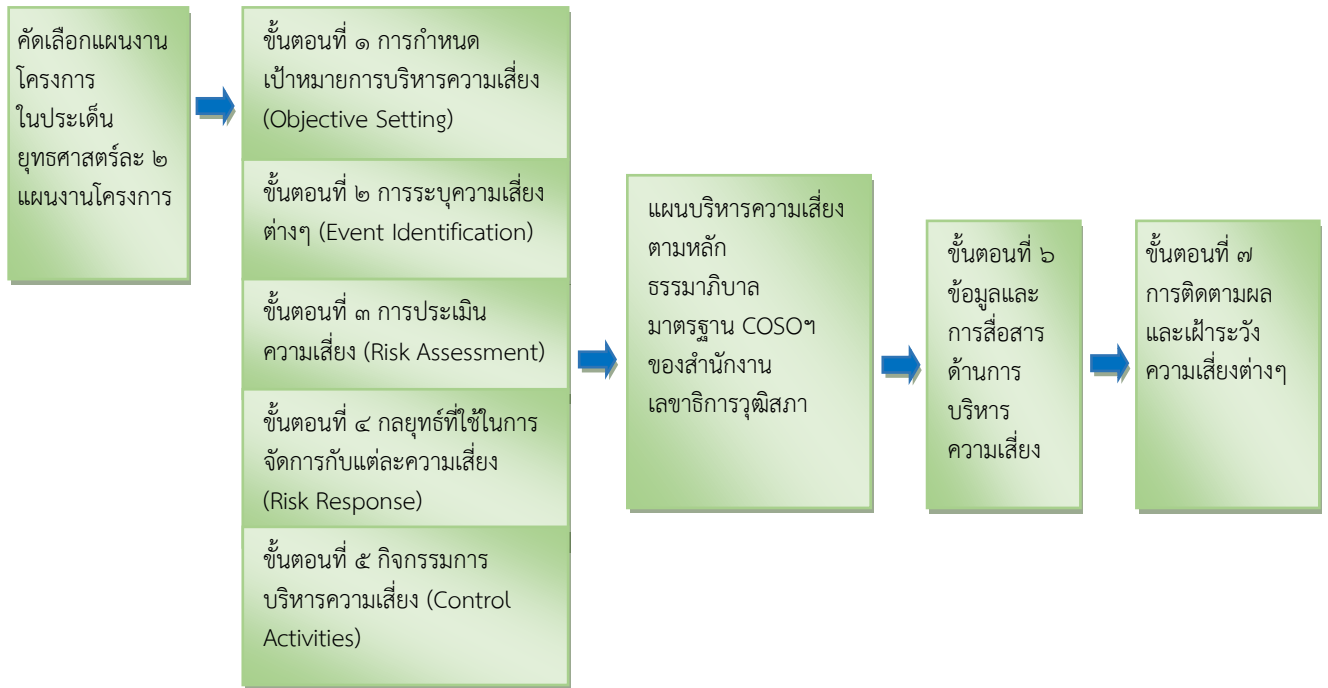 คัดเลือกแผนงาน
โครงการ
ในประเด็น
ยุทธศาสตร์ละ ๒
แผนงานโครงการ
ขั้นตอนที่ ๑ การกำหนด
เป้าหมายการบริหารความเสี่ยง
(Objective Setting)
ขั้นตอนที่ ๒ การระบุความเสี่ยง
ต่างๆ (Event Identification)
ขั้นตอนที่ ๓ การประเมิน
ความเสี่ยง (Risk Assessment)
ขั้นตอนที่ ๔ กลยุทธ์ที่ใช้ในการ
จัดการกับแต่ละความเสี่ยง
(Risk Response)
ขั้นตอนที่ ๕ กิจกรรมการ
บริหารความเสี่ยง (Control
Activities)
แผนบริหารความเสี่ยง
ตามหลัก
ธรรมาภิบาล
มาตรฐาน COSOฯ
ของสำนักงาน
เลขาธิการวุฒิสภา
ขั้นตอนที่ ๖
ข้อมูลและ
การสื่อสาร
ด้านการ
บริหาร
ความเสี่ยง
ขั้นตอนที่ ๗
การติดตามผล
และเฝ้าระวัง
ความเสี่ยงต่างๆ